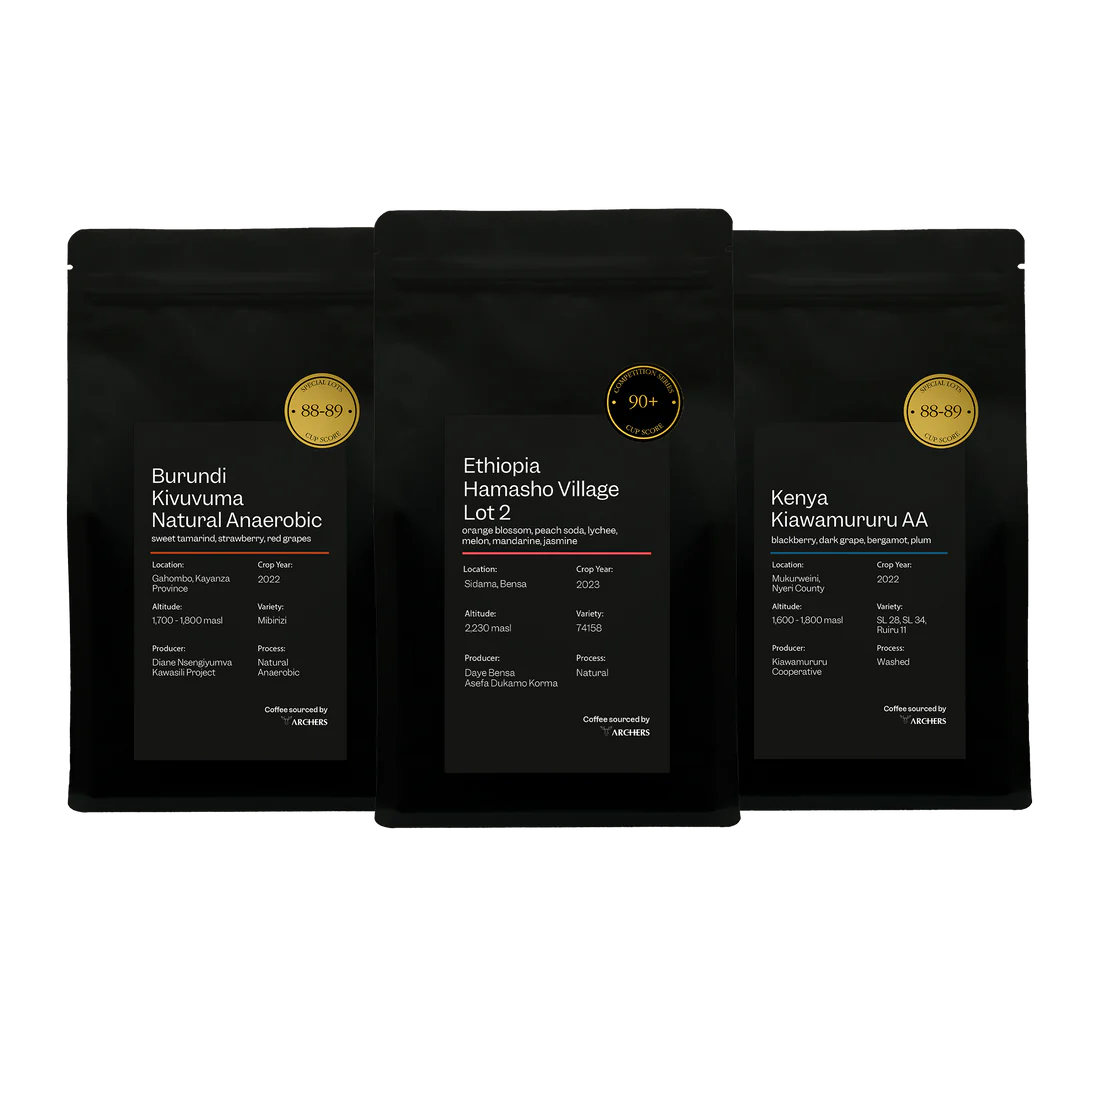 SPECIAL LOTS
88-89
CUP SCORE
Burundi
Kivuvuma
Natural Anaerobic
sweet tamarind, strawberry, red grapes
Location:
Gahombo, Kayanza
Province
Crop Year:
2022
Altitude:
1,700 - 1,800 masl
Variety:
Mibirizi
Producer:
Diane Nsengiyumva
Kawasili Project
Process:
Natural
Anaerobic
Coffee sourced by
ARCHERS
COMPETITION SERIES
90+
CUP SCORE
Ethiopia
Hamasho Village
Lot 2
orange blossom, peach soda, lychee,
melon, mandarine, jasmine
Location:
Sidama, Bensa
Crop Year:
2023
Altitude:
2,230 masl
Variety:
74158
Producer:
Daye Bensa
Asefa Dukamo Korma
Process:
Natural
Coffee sourced by
ARCHERS
SPECIAL LOTS
88-89
CUP SCORE
Kenya
Kiawamururu AA
blackberry, dark grape, bergamot, plum
Location:
Mukurweini,
Nyeri County
Crop Year:
2022
Altitude:
1,600 - 1,800 masl
Variety:
SL 28, SL 34,
Ruiru 11
Producer:
Kiawamururu
Cooperative
Process:
Washed
Coffee sourced by
ARCHERS